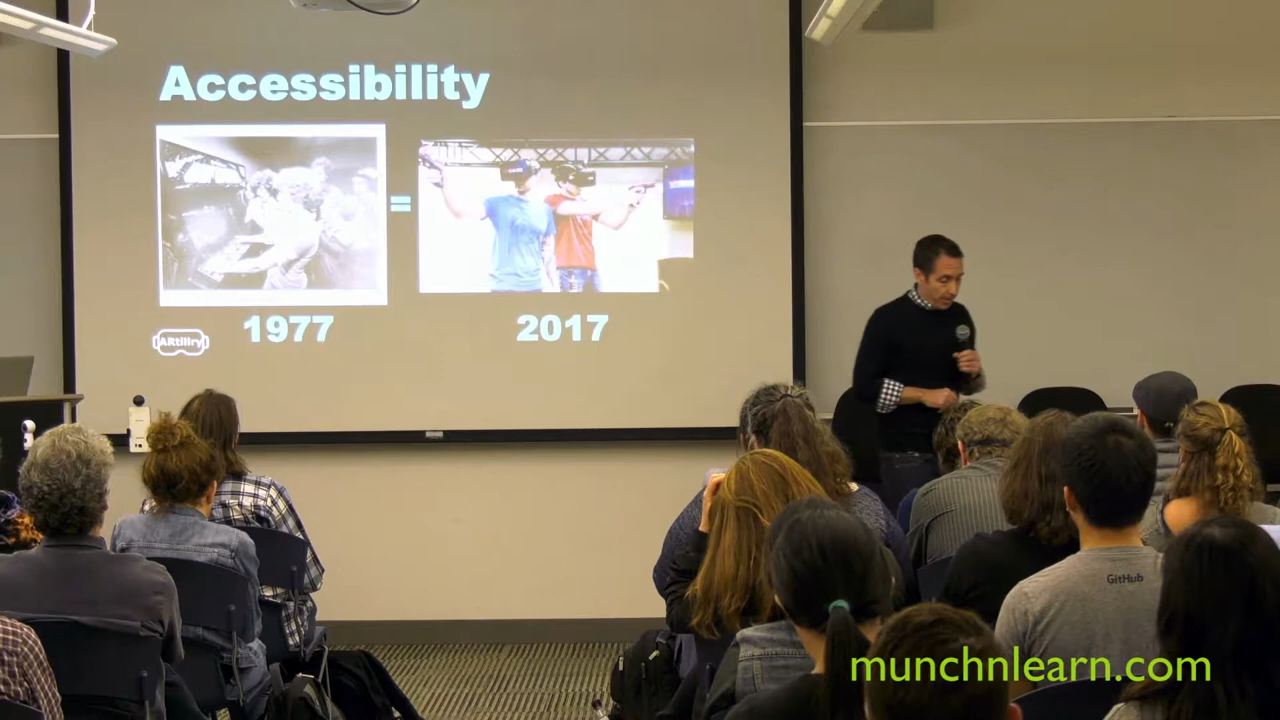 Accessibility
=
1977
2017
ARtillry
GitHub
munchnlearn.com